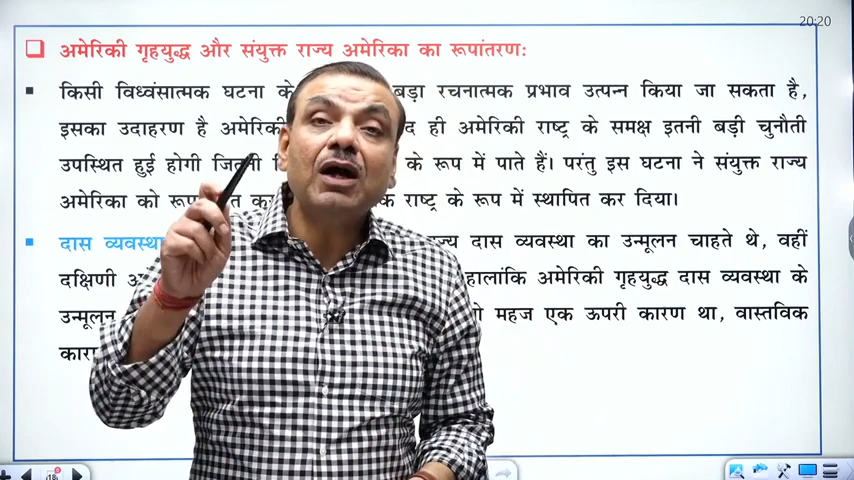 20:20
अमेरिकी गृहयुद्ध और संयुक्त राज्य अमेरिका का रूपांतरण:
किसी विध्वंसात्मक घटना के बड़ा रचनात्मक प्रभाव उत्पन्न किया जा सकता है,
इसका उदाहरण है अमेरिकी ही अमेरिकी राष्ट्र के समक्ष इतनी बड़ी चुनौती
उपस्थित हुई होगी जितनी के रूप में पाते हैं। परंतु इस घटना ने संयुक्त राज्य
अमेरिका को राष्ट्र के रूप में स्थापित कर दिया।
दास व्यवस्था दास व्यवस्था का उन्मूलन चाहते थे, वहीं
दक्षिणी हालांकि अमेरिकी गृहयुद्ध दास व्यवस्था के
उन्मूलन महज एक ऊपरी कारण था, वास्तविक
18